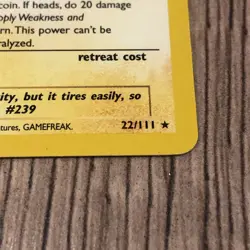 coin. If heads, do 20 damage
pply Weakness and
rn. This power can't be
ralyzed.
retreat cost
ity, but it tires easily, so
#239
tures, GAMEFREAK.
22/111 ★